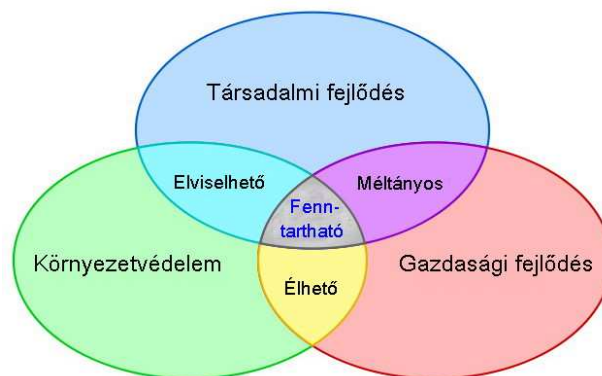 Társadalmi fejlődés
Elviselhető
Méltányos
Fenn-
tartható
Környezetvédelem
Gazdasági fejlődés
Élhető